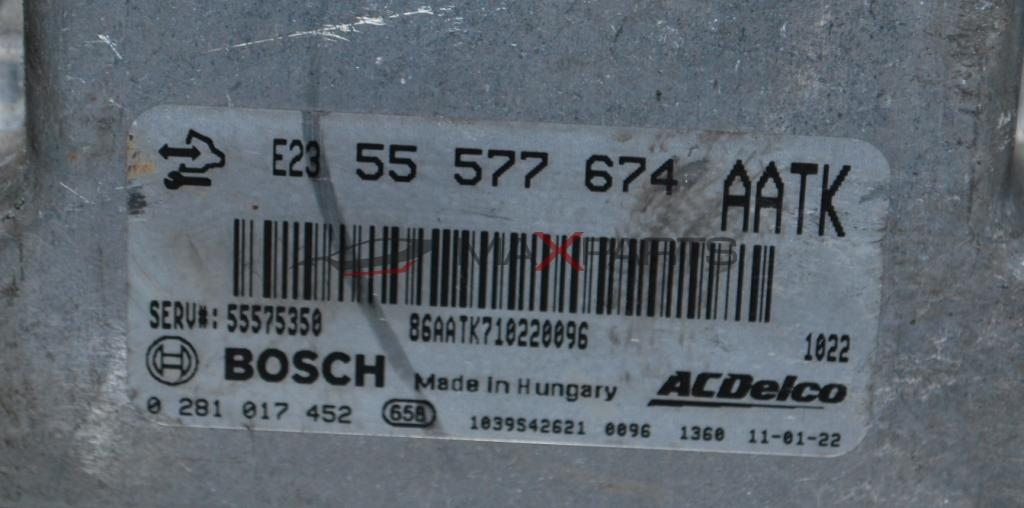 E23 55 577 674 AATK
MAXPARTS
SERV#: 55575350 86AATK710220096 1022
BOSCH Made in Hungary ACDelco
0 281 017 452 658 1039S42621 0096 1360 11-01-22